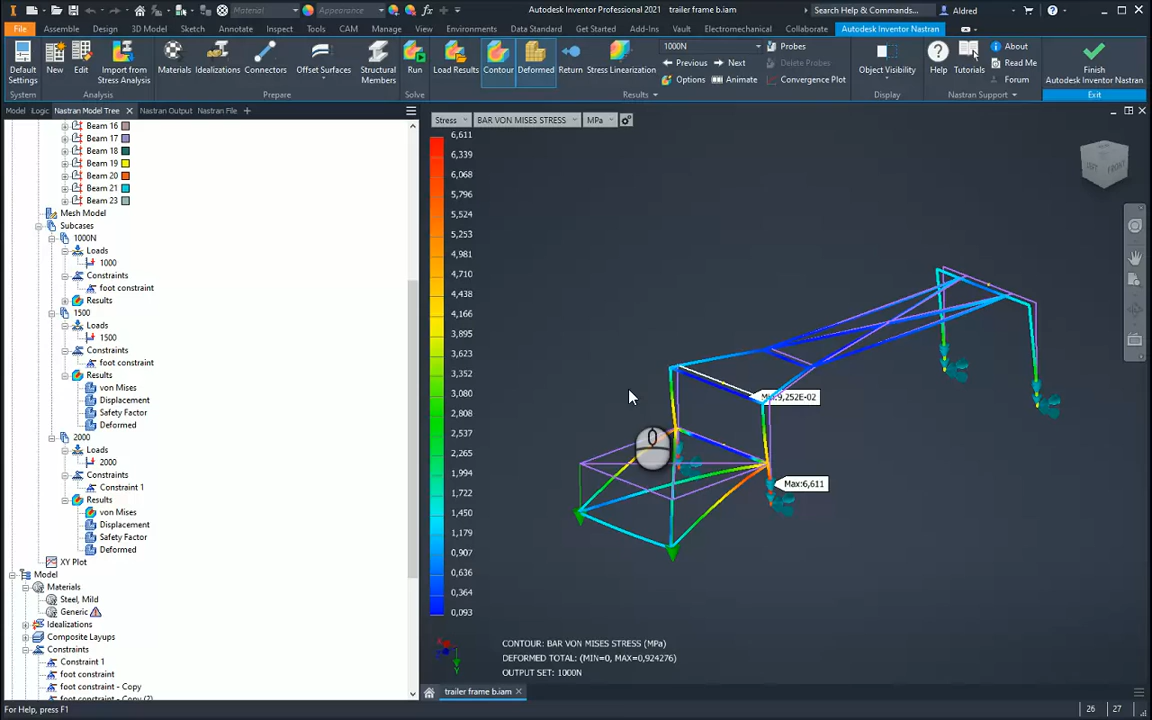 Material
Appearance
Autodesk Inventor Professional 2021 trailer frame b.iam
Search Help & Commands...
Aldred
File Assemble Design 3D Model Sketch Annotate Inspect Tools CAM Manage View Environments Data Standard Get Started Add-Ins Vault Electromechanical Collaborate Autodesk Inventor Nastran
Default Settings
New
Edit
Import from Stress Analysis
Materials
Idealizations
Connectors
Offset Surfaces
Structural Members
Run
Load Results
Contour
Deformed
Return
Stress Linearization
1000N
Previous Next
Options Animate
Probes
Delete Probes
Convergence Plot
Object Visibility
Help
Tutorials
About
Read Me
Forum
Finish Autodesk Inventor Nastran
System Analysis Prepare Solve Results Display Nastran Support Exit
Model Logic Nastran Model Tree Nastran Output Nastran File
Beam 16
Beam 17
Beam 18
Beam 19
Beam 20
Beam 21
Beam 23
Mesh Model
Subcases
1000N
Loads
1000
Constraints
foot constraint
Results
1500
Loads
1500
Constraints
foot constraint
Results
von Mises
Displacement
Safety Factor
Deformed
2000
Loads
2000
Constraints
Constraint 1
Results
von Mises
Displacement
Safety Factor
Deformed
XY Plot
Model
Materials
Steel, Mild
Generic
Idealizations
Composite Layups
Constraints
Constraint 1
foot constraint
foot constraint - Copy
foot constraint - Copy (2)
Stress BAR VON MISES STRESS MPa
6,611
6,339
6,068
5,796
5,524
5,253
4,981
4,710
4,438
4,166
3,895
3,623
3,352
3,080
2,808
2,537
2,265
1,994
1,722
1,450
1,179
0,907
0,636
0,364
0,093
FRONT
Min:9,252E-02
Max:6,611
CONTOUR: BAR VON MISES STRESS (MPa)
DEFORMED TOTAL: (MIN=0, MAX=0,924276)
OUTPUT SET: 1000N
trailer frame b.iam
For Help, press F1
26 27